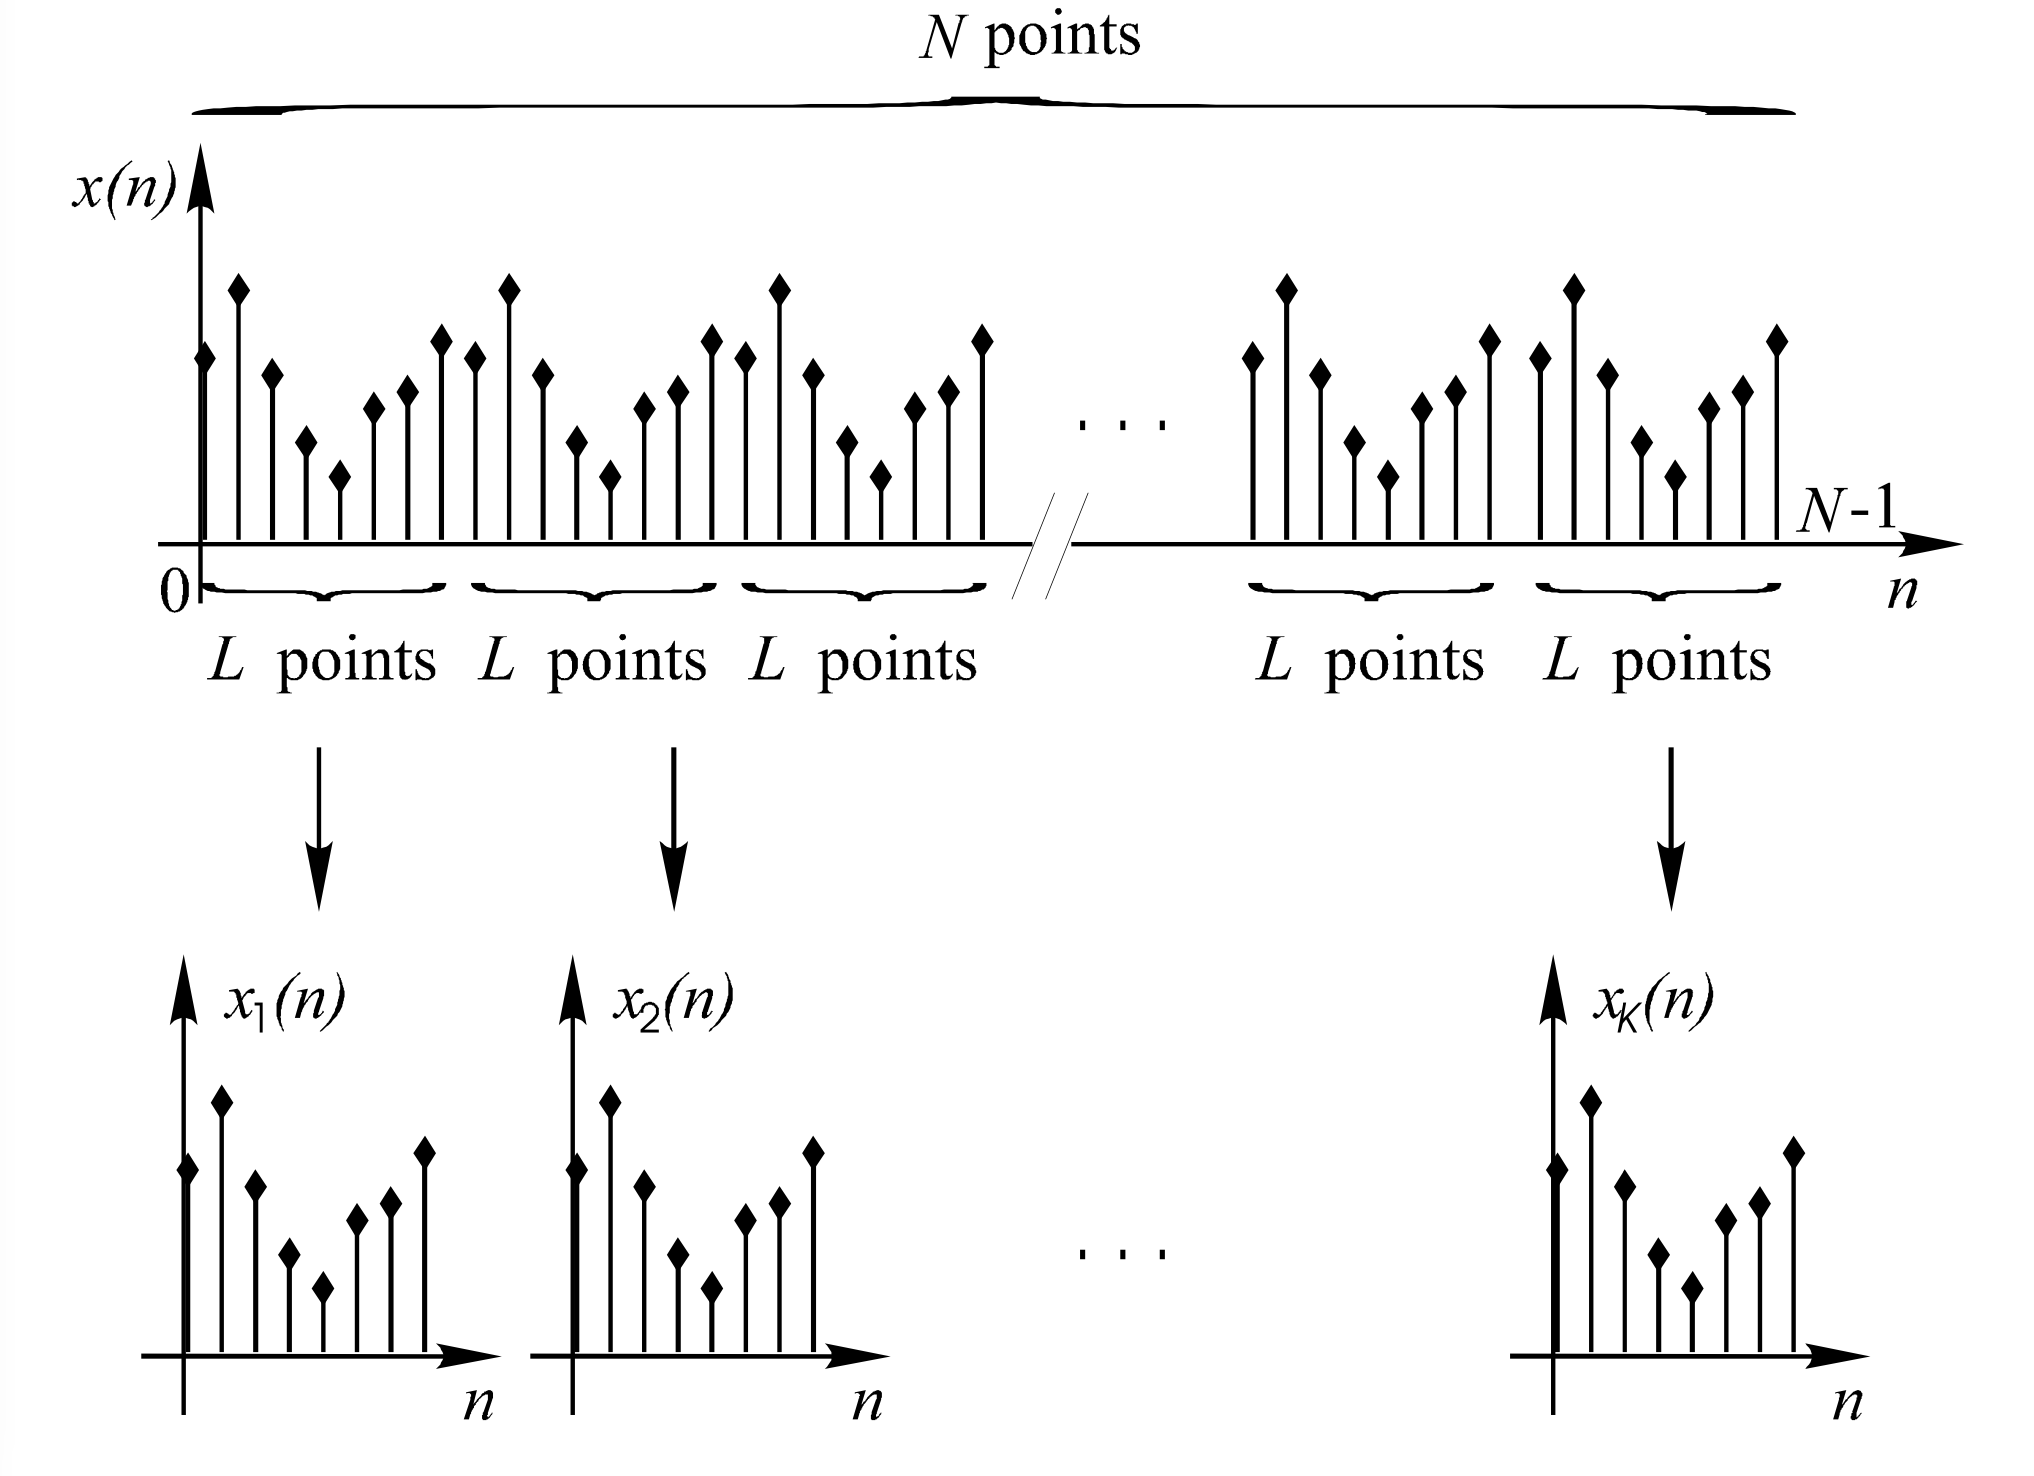 N points
x(n)
. . .
N-1
0
n
L points L points L points L points L points
x1(n) x2(n) xK(n)
. . .
n n n